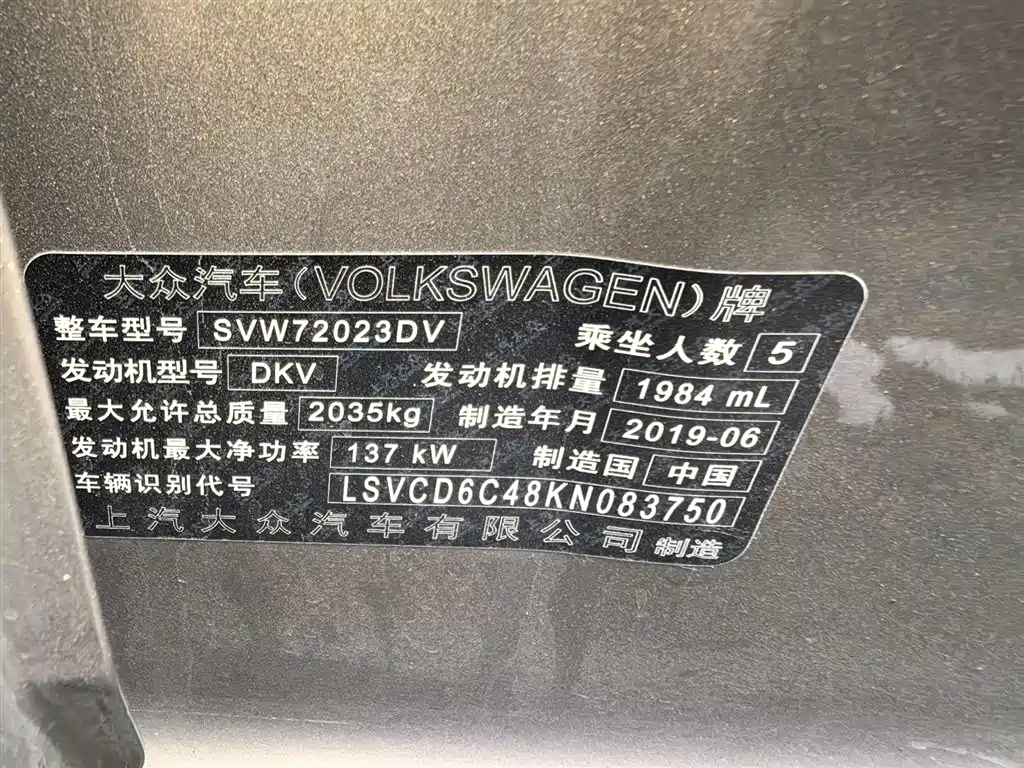 大众汽车(VOLKSWAGEN)牌
整车型号 SVW72023DV 乘坐人数 5
发动机型号 DKV 发动机排量 1984 mL
最大允许总质量 2035kg 制造年月 2019-06
发动机最大净功率 137 kW 制造国 中国
车辆识别代号 LSVCD6C48KN083750
上汽大众汽车有限公司 制造